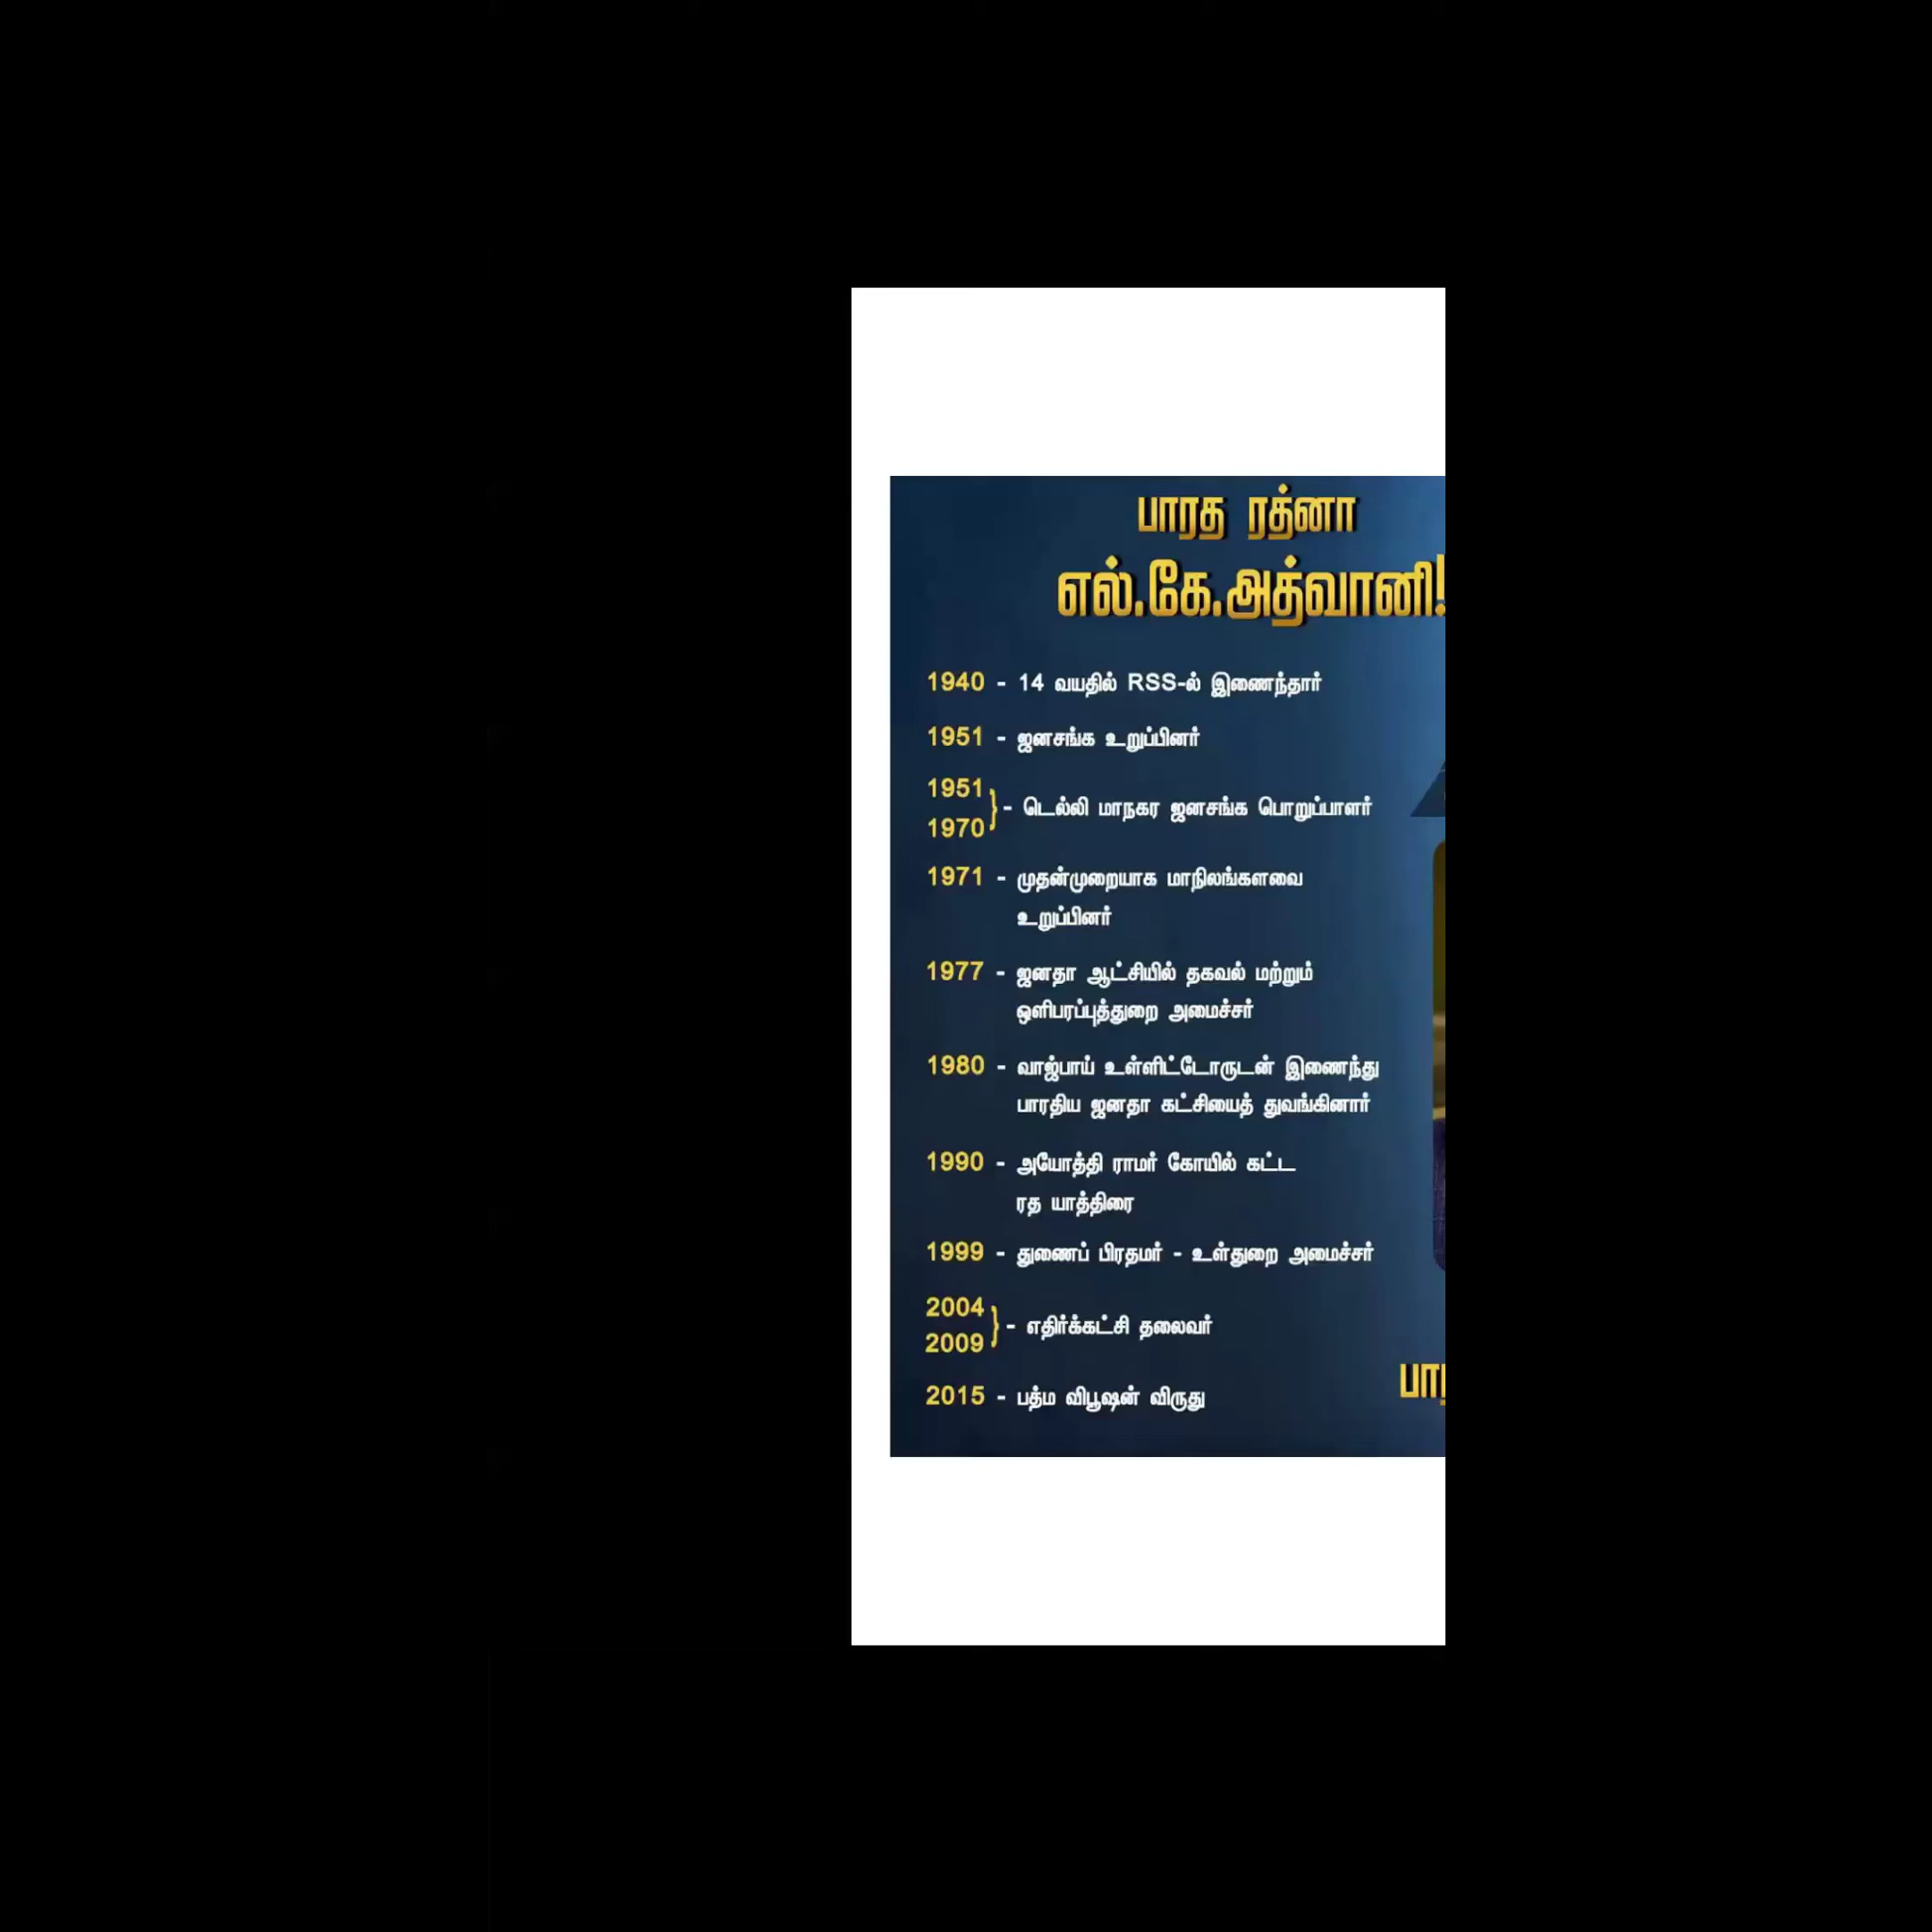 பாரத ரத்னா
எல்.கே.அத்வானி!
1940 - 14 வயதில் RSS-ல் இணைந்தார்
1951 - ஜனசங்க உறுப்பினர்
1951
1970 } - டெல்லி மாநகர ஜனசங்க பொறுப்பாளர்
1971 - முதன்முறையாக மாநிலங்களவை
உறுப்பினர்
1977 - ஜனதா ஆட்சியில் தகவல் மற்றும்
ஒளிபரப்புத்துறை அமைச்சர்
1980 - வாஜ்பாய் உள்ளிட்டோருடன் இணைந்து
பாரதிய ஜனதா கட்சியைத் துவங்கினார்
1990 - அயோத்தி ராமர் கோயில் கட்ட
ரத யாத்திரை
1999 - துணைப் பிரதமர் - உள்துறை அமைச்சர்
2004
2009 } - எதிர்க்கட்சி தலைவர்
2015 - பத்ம விபூஷன் விருது